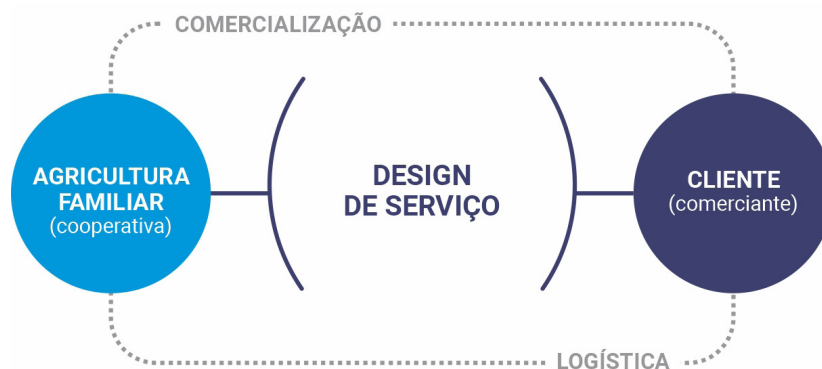 COMERCIALIZAÇÃO
AGRICULTURA
FAMILIAR
(cooperativa)
DESIGN
DE SERVIÇO
CLIENTE
(comerciante)
LOGÍSTICA